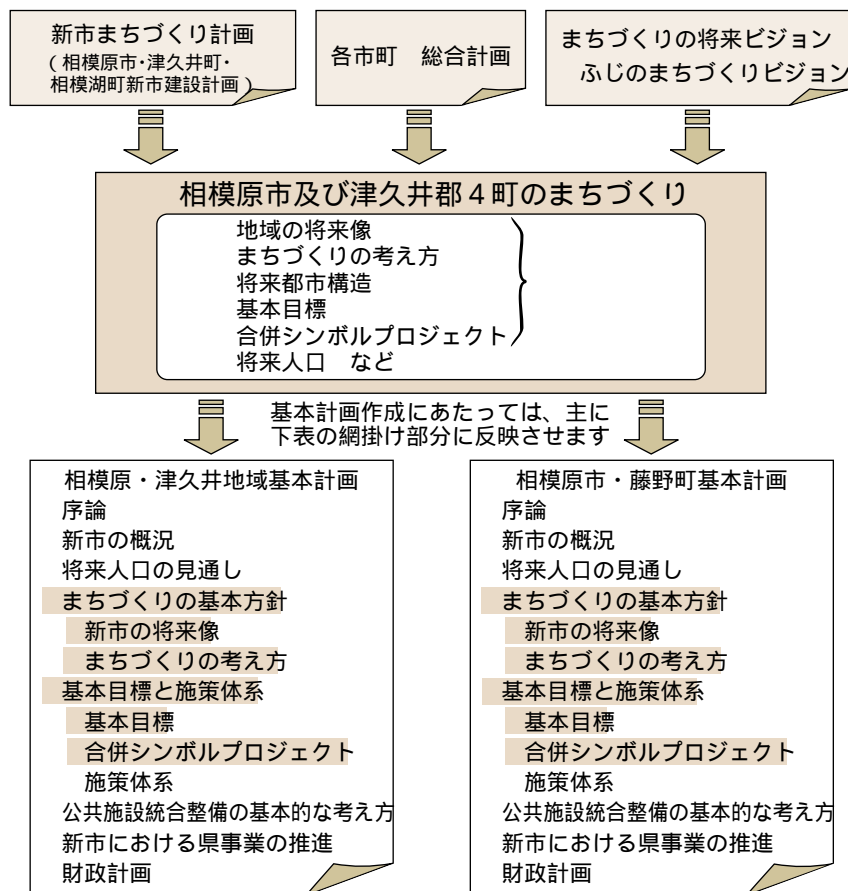 新市まちづくり計画
(相模原市・津久井町・
相模湖町新市建設計画)
各市町 総合計画
まちづくりの将来ビジョン
ふじのまちづくりビジョン
相模原市及び津久井郡4町のまちづくり
地域の将来像
まちづくりの考え方
将来都市構造
基本目標
合併シンボルプロジェクト
将来人口 など
基本計画作成にあたっては、主に
下表の網掛け部分に反映させます
相模原・津久井地域基本計画
序論
新市の概況
将来人口の見通し
まちづくりの基本方針
新市の将来像
まちづくりの考え方
基本目標と施策体系
基本目標
合併シンボルプロジェクト
施策体系
公共施設統合整備の基本的な考え方
新市における県事業の推進
財政計画
相模原市・藤野町基本計画
序論
新市の概況
将来人口の見通し
まちづくりの基本方針
新市の将来像
まちづくりの考え方
基本目標と施策体系
基本目標
合併シンボルプロジェクト
施策体系
公共施設統合整備の基本的な考え方
新市における県事業の推進
財政計画